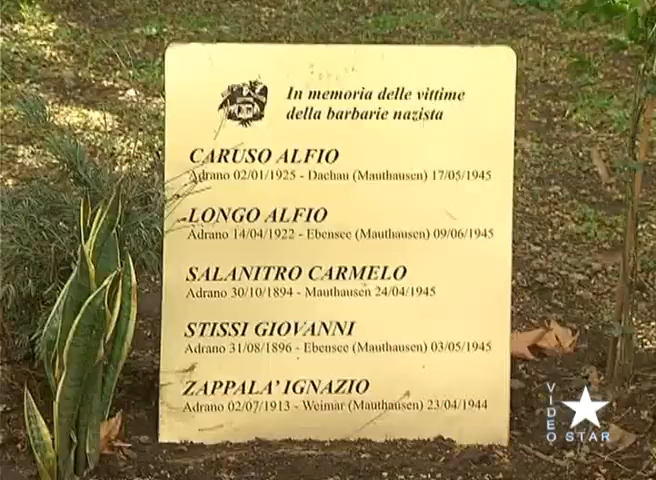 In memoria delle vittime
della barbarie nazista
CARUSO ALFIO
Adrano 02/01/1925 - Dachau (Mauthausen) 17/05/1945
LONGO ALFIO
Adrano 14/04/1922 - Ebensee (Mauthausen) 09/06/1945
SALANITRO CARMELO
Adrano 30/10/1894 - Mauthausen 24/04/1945
STISSI GIOVANNI
Adrano 31/08/1896 - Ebensee (Mauthausen) 03/05/1945
ZAPPALA' IGNAZIO
Adrano 02/07/1913 - Weimar (Mauthausen) 23/04/1944
VIDEO
STAR